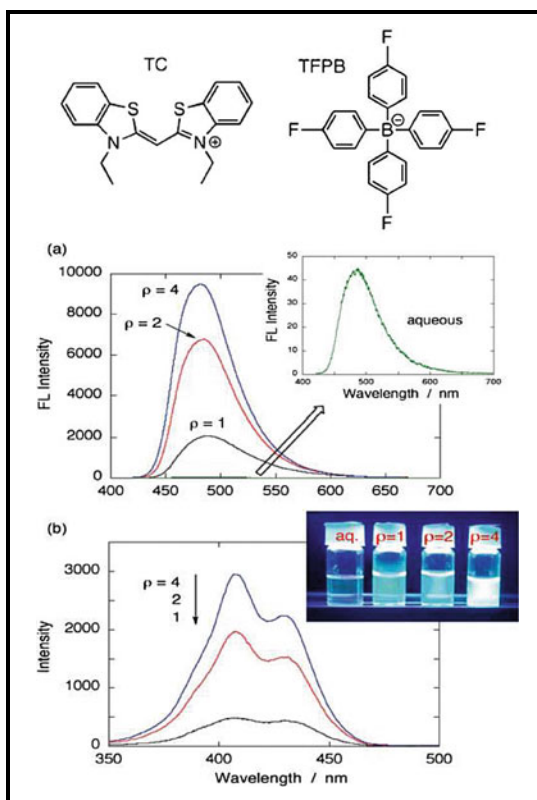 TC
TFPB
S
S
N
N
⊕
F
F
B
⊖
F
F
(a)
10000
8000
6000
4000
2000
0
FL Intensity
ρ = 4
ρ = 2
ρ = 1
400 450 500 550 600 650 700
50
40
30
20
10
0
FL Intensity
aqueous
400 500 600 700
Wavelength / nm
(b)
3000
2000
1000
0
Intensity
ρ = 4
2
1
aq. ρ=1 ρ=2 ρ=4
350 400 450 500
Wavelength / nm